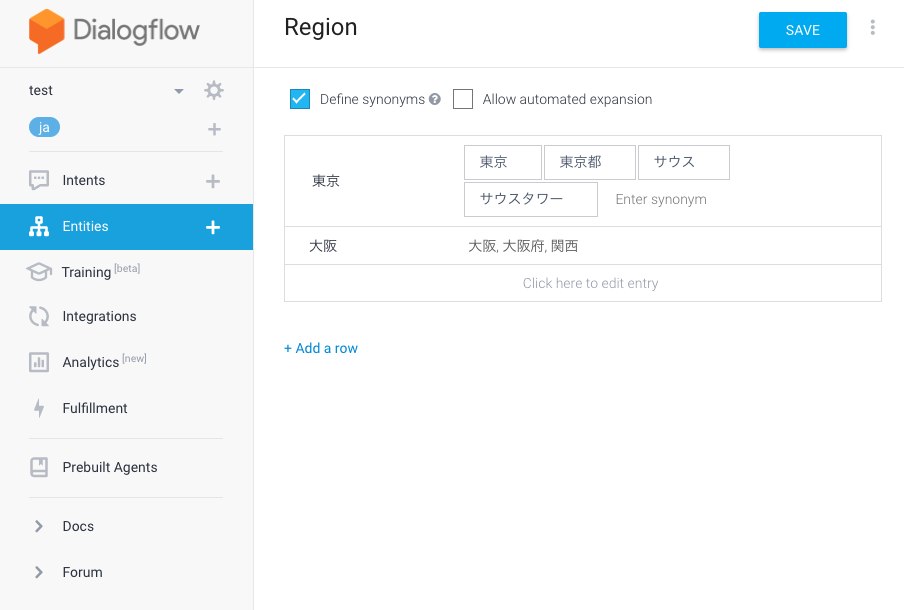 Dialogflow
test
ja
Intents
Entities
Training [beta]
Integrations
Analytics [new]
Fulfillment
Prebuilt Agents
Docs
Forum
Region
SAVE
Define synonyms ?
Allow automated expansion
東京
東京 東京都 サウス
サウスタワー Enter synonym
大阪 大阪, 大阪府, 関西
Click here to edit entry
+ Add a row